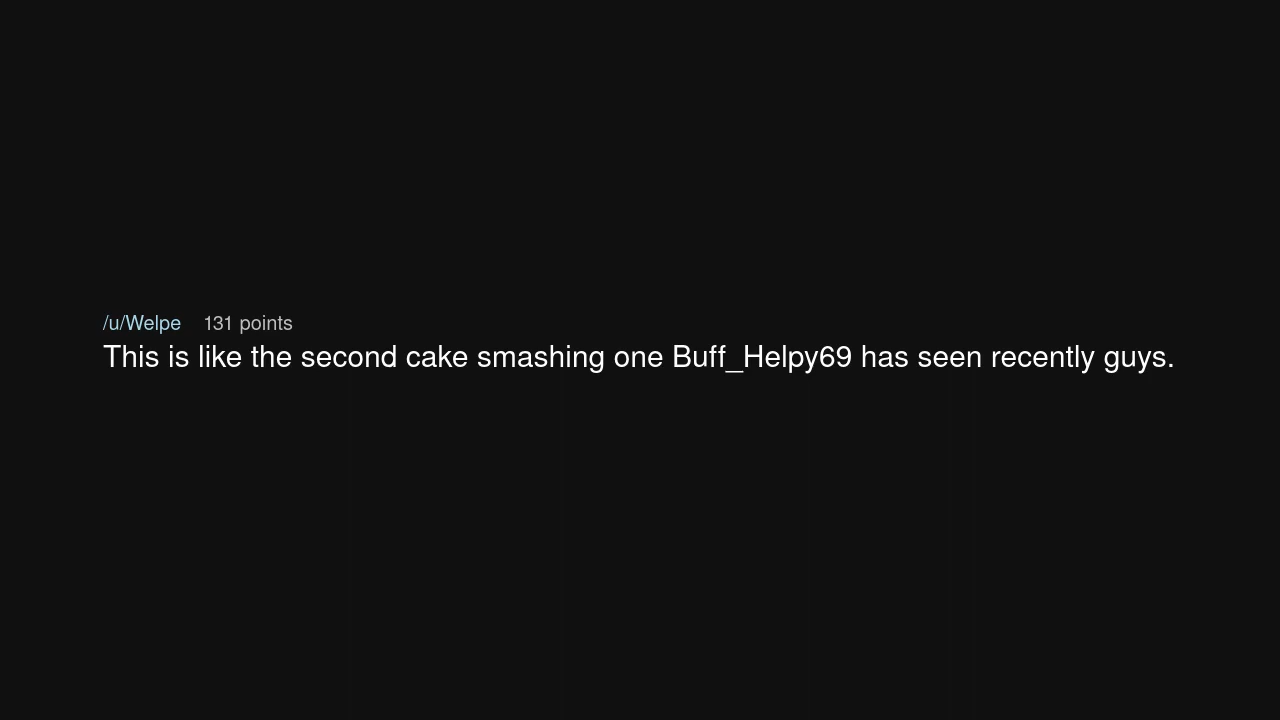 /u/Welpe 131 points
This is like the second cake smashing one Buff_Helpy69 has seen recently guys.